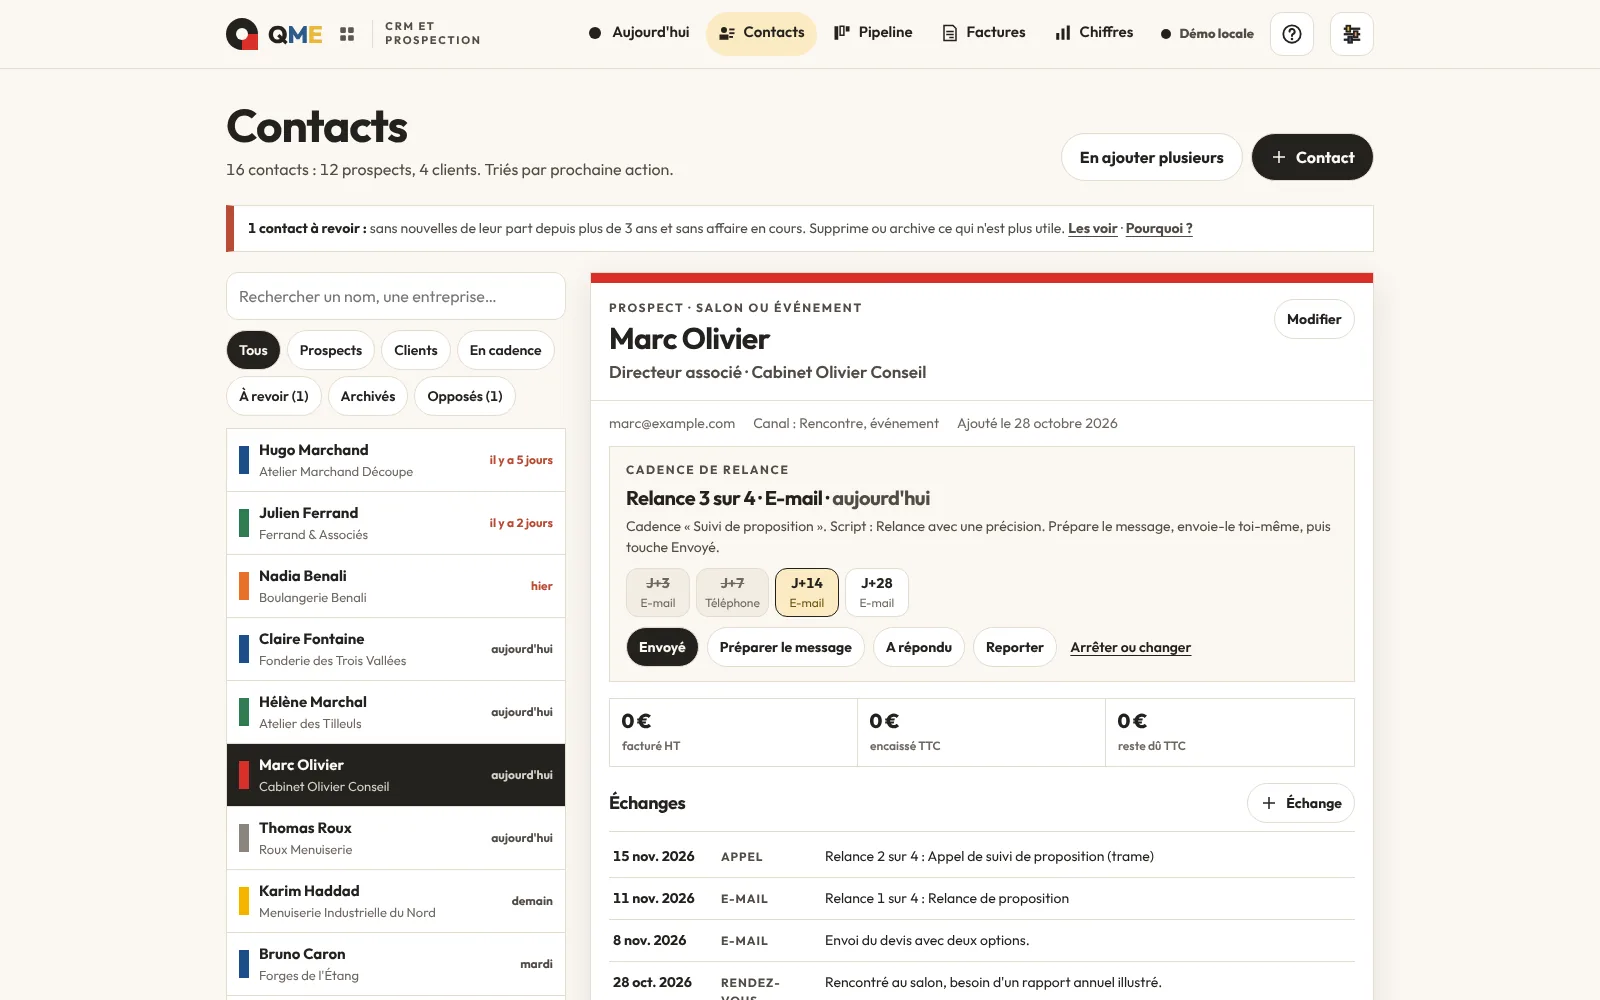 QME
CRM ET
PROSPECTION
Aujourd'hui
Contacts
Pipeline
Factures
Chiffres
Démo locale
Contacts
16 contacts : 12 prospects, 4 clients. Triés par prochaine action.
En ajouter plusieurs
+ Contact
1 contact à revoir : sans nouvelles de leur part depuis plus de 3 ans et sans affaire en cours. Supprime ou archive ce qui n'est plus utile. Les voir · Pourquoi ?
Rechercher un nom, une entreprise...
Tous
Prospects
Clients
En cadence
À revoir (1)
Archivés
Opposés (1)
Hugo Marchand
Atelier Marchand Découpe
il y a 5 jours
Julien Ferrand
Ferrand & Associés
il y a 2 jours
Nadia Benali
Boulangerie Benali
hier
Claire Fontaine
Fonderie des Trois Vallées
aujourd'hui
Hélène Marchal
Atelier des Tilleuls
aujourd'hui
Marc Olivier
Cabinet Olivier Conseil
aujourd'hui
Thomas Roux
Roux Menuiserie
aujourd'hui
Karim Haddad
Menuiserie Industrielle du Nord
demain
Bruno Caron
Forges de l'Étang
mardi
PROSPECT · SALON OU ÉVÉNEMENT
Marc Olivier
Directeur associé · Cabinet Olivier Conseil
Modifier
marc@example.com
Canal : Rencontre, événement
Ajouté le 28 octobre 2026
CADENCE DE RELANCE
Relance 3 sur 4 · E-mail · aujourd'hui
Cadence « Suivi de proposition ». Script : Relance avec une précision. Prépare le message, envoie-le toi-même, puis
touche Envoyé.
J+3
E-mail
J+7
Téléphone
J+14
E-mail
J+28
E-mail
Envoyé
Préparer le message
A répondu
Reporter
Arrêter ou changer
0 €
facturé HT
0 €
encaissé TTC
0 €
reste dû TTC
Échanges
+ Échange
15 nov. 2026
APPEL
Relance 2 sur 4 : Appel de suivi de proposition (trame)
11 nov. 2026
E-MAIL
Relance 1 sur 4 : Relance de proposition
8 nov. 2026
E-MAIL
Envoi du devis avec deux options.
28 oct. 2026
RENDEZ-
VOUS
Rencontré au salon, besoin d'un rapport annuel illustré.